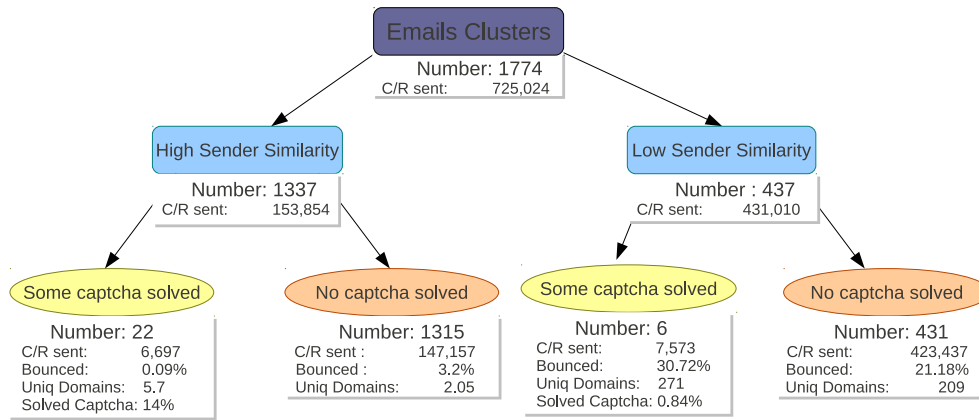 Emails Clusters
Number: 1774
C/R sent: 725,024
High Sender Similarity
Number: 1337
C/R sent: 153,854
Low Sender Similarity
Number : 437
C/R sent: 431,010
Some captcha solved
Number: 22
C/R sent: 6,697
Bounced: 0.09%
Uniq Domains: 5.7
Solved Captcha: 14%
No captcha solved
Number: 1315
C/R sent : 147,157
Bounced : 3.2%
Uniq Domains: 2.05
Some captcha solved
Number: 6
C/R sent: 7,573
Bounced: 30.72%
Uniq Domains: 271
Solved Captcha: 0.84%
No captcha solved
Number: 431
C/R sent: 423,437
Bounced: 21.18%
Uniq Domains: 209